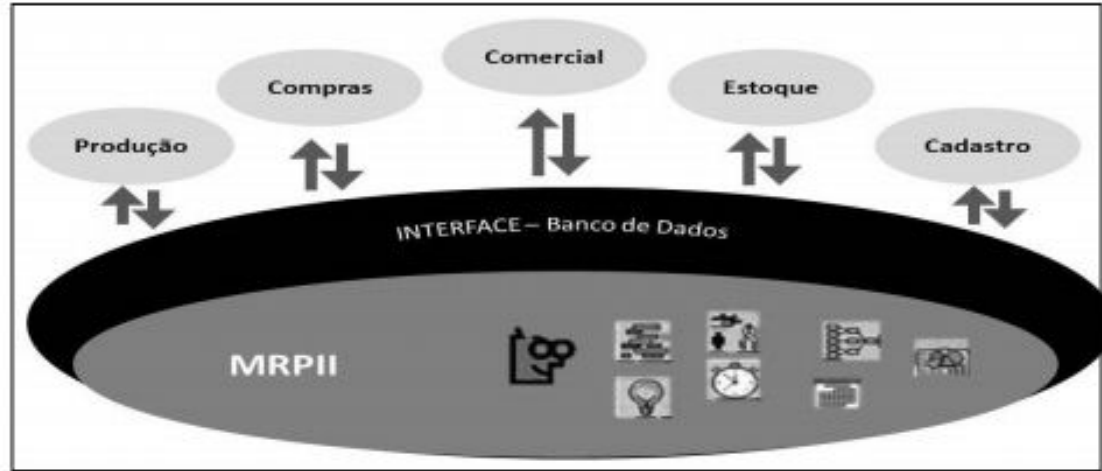 Comercial
Compras
Estoque
Produção
Cadastro
INTERFACE – Banco de Dados
MRPII